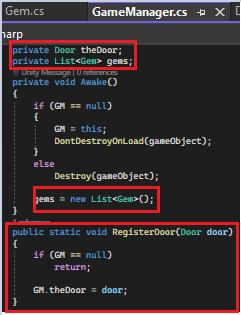 Gem.cs
GameManager.cs
harp
private Door theDoor;
private List<Gem> gems;
Unity Message | 0 references
private void Awake()
{
if (GM == null)
{
GM = this;
DontDestroyOnLoad(gameObject);
}
else
Destroy(gameObject);
gems = new List<Gem>();
}
public static void RegisterDoor(Door door)
{
if (GM == null)
return;
GM.theDoor = door;
}